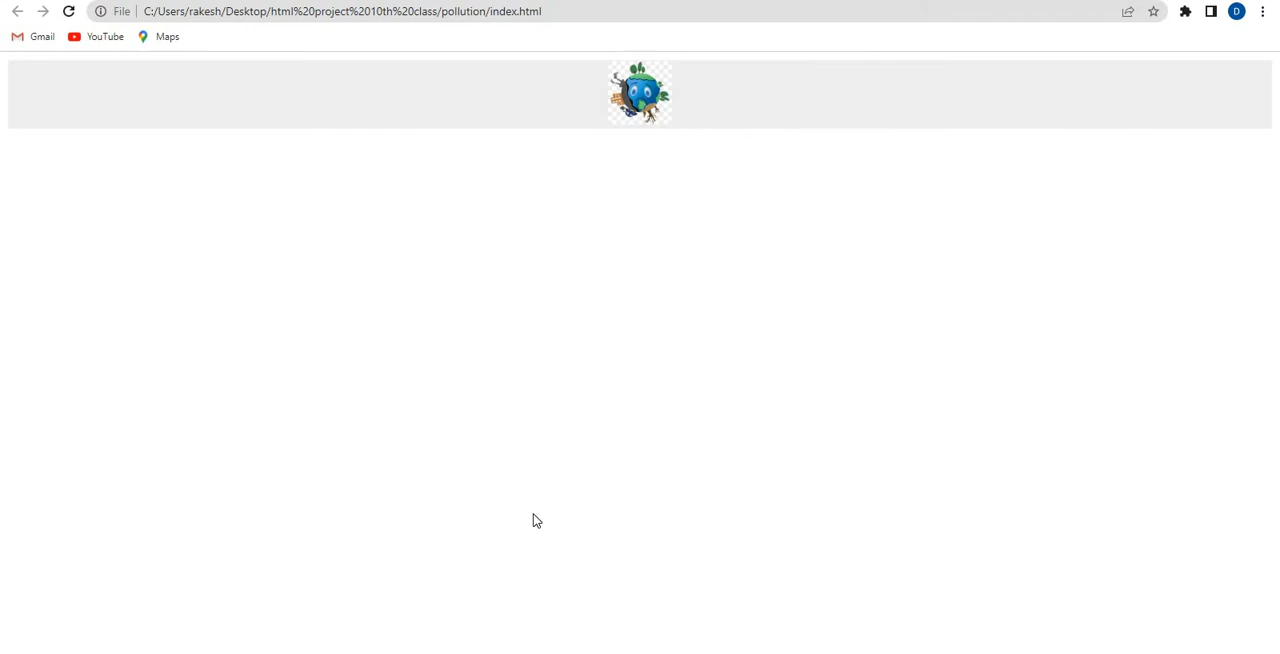 File C:/Users/rakesh/Desktop/html%20project%2010th%20class/pollution/index.html D
Gmail YouTube Maps